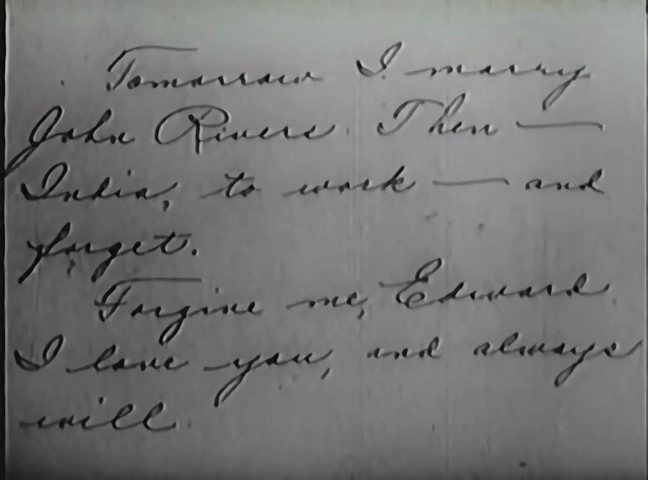 Tomorrow I marry
John Rivers. Then —
India, to work — and
forget.
Forgive me, Edward.
I love you, and always
will.